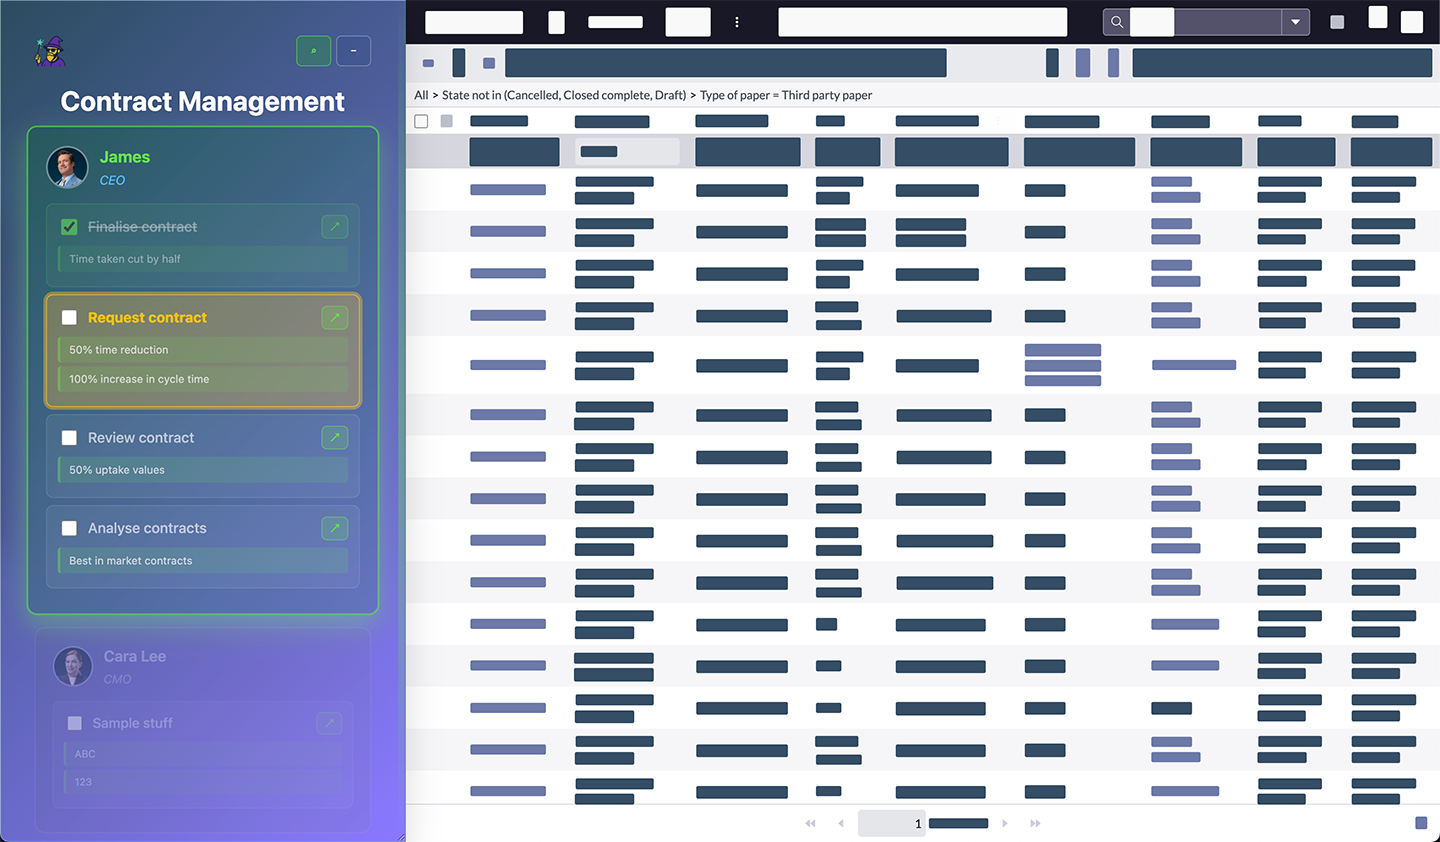 Contract Management
James
CEO
Finalise contract
Time taken cut by half
Request contract
50% time reduction
100% increase in cycle time
Review contract
50% uptake values
Analyse contracts
Best in market contracts
Cara Lee
CMO
Sample stuff
ABC
123
All > State not in (Cancelled, Closed complete, Draft) > Type of paper = Third party paper
1